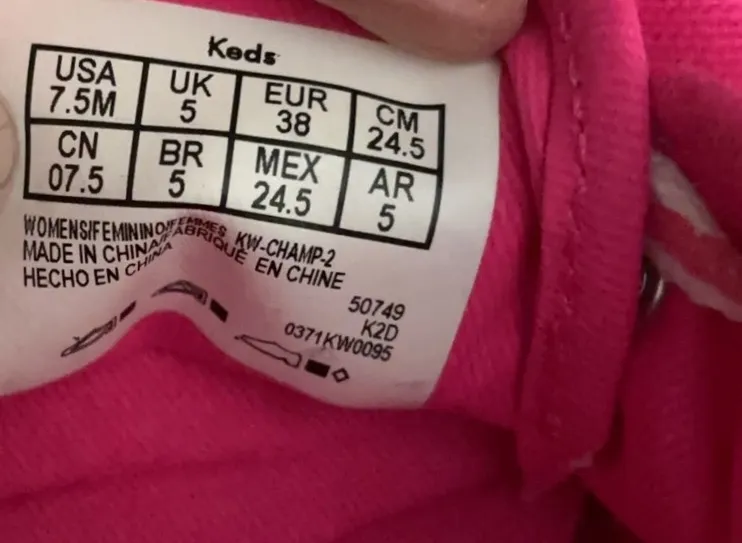 Keds
USA 7.5M UK 5 EUR 38 CM 24.5
CN 07.5 BR 5 MEX 24.5 AR 5
WOMENS/FEMININO/FEMMES KW-CHAMP-2
MADE IN CHINA/FABRIQUE EN CHINE
HECHO EN CHINA
50749
K2D
0371KW0095